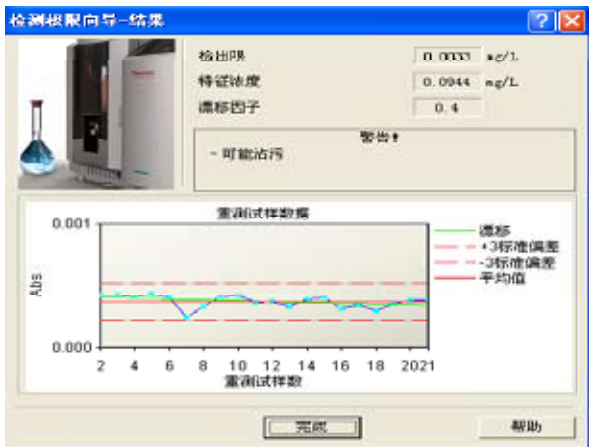 检测极限向导-结果
检出限 0.0033 mg/L
特征浓度 0.0944 mg/L
漂移因子 0.4
警告!
- 可能沾污
重测试样数据
0.001
Abs
0.000
2 4 6 8 10 12 14 16 18 2021
重测试样数
漂移
+3标准偏差
-3标准偏差
平均值
完成
帮助